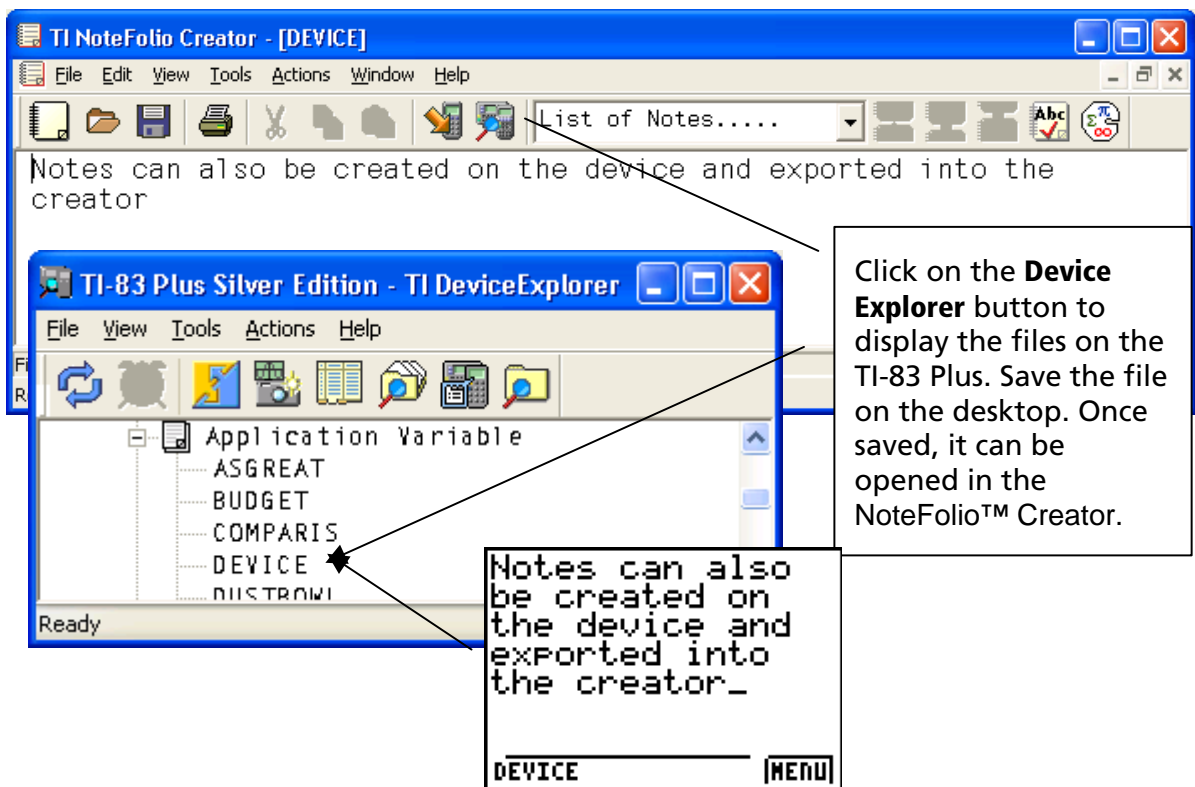 TI NoteFolio Creator - [DEVICE]
File Edit View Tools Actions Window Help
List of Notes.....
Abc
Σπ∞
Notes can also be created on the device and exported into the
creator
TI-83 Plus Silver Edition - TI DeviceExplorer
File View Tools Actions Help
Application Variable
ASGREAT
BUDGET
COMPARIS
DEVICE
Ready
Click on the Device
Explorer button to
display the files on the
TI-83 Plus. Save the file
on the desktop. Once
saved, it can be
opened in the
NoteFolio™ Creator.
Notes can also
be created on
the device and
exported into
the creator_
DEVICE MENU